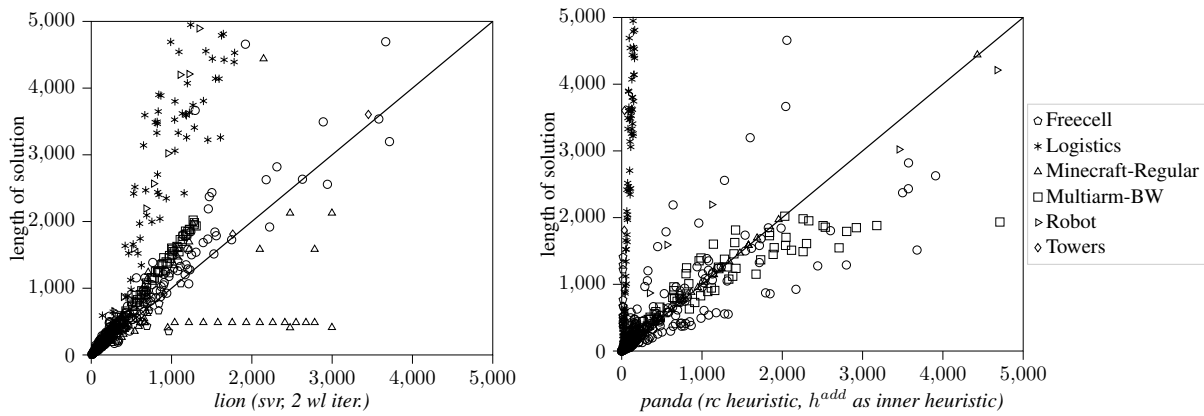 5,000
4,000
3,000
2,000
1,000
0
length of solution
0
1,000
2,000
3,000
4,000
5,000
lion (svr, 2 wl iter.)
5,000
4,000
3,000
2,000
1,000
0
length of solution
0
1,000
2,000
3,000
4,000
5,000
panda (rc heuristic, h^add as inner heuristic)
Freecell
Logistics
Minecraft-Regular
Multiarm-BW
Robot
Towers